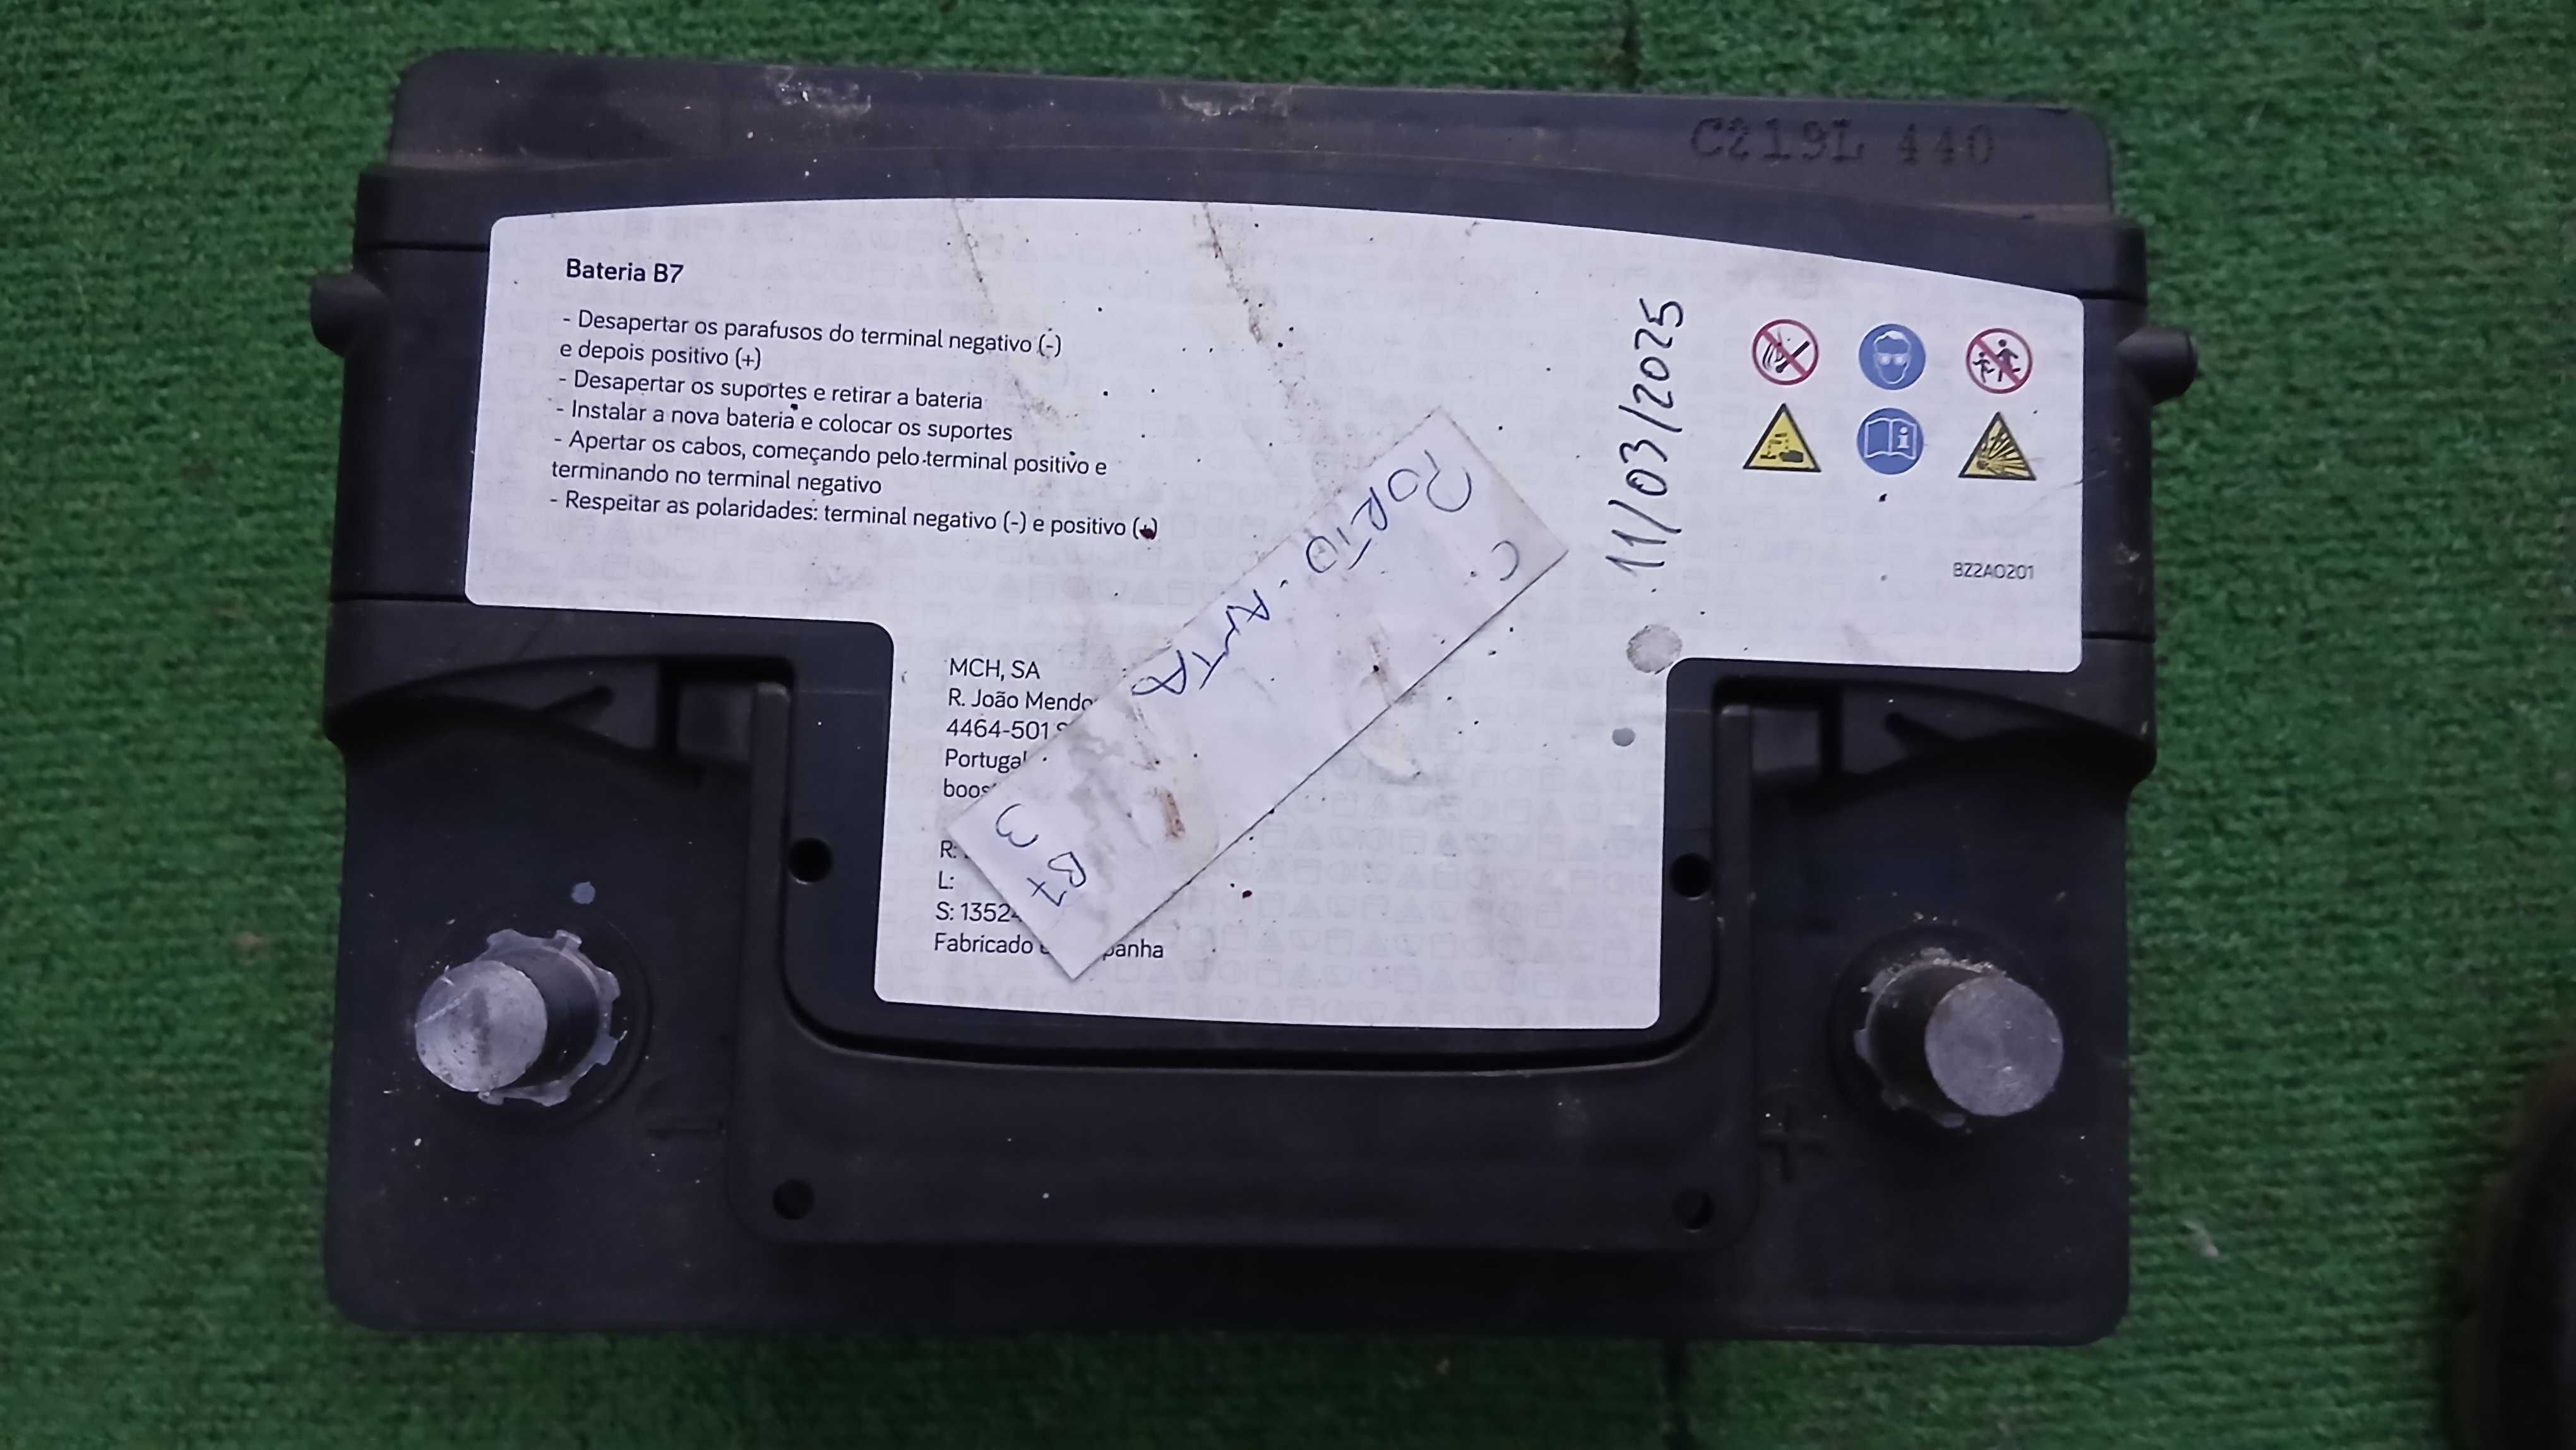 C219L 440
Bateria B7
- Desapertar os parafusos do terminal negativo (-)
e depois positivo (+)
- Desapertar os suportes e retirar a bateria
- Instalar a nova bateria e colocar os suportes
- Apertar os cabos, começando pelo terminal positivo e
terminando no terminal negativo
- Respeitar as polaridades: terminal negativo (-) e positivo (+)
11/03/2025
BZ2A0201
MCH, SA
R. João
4464-501
Portugal
R:
L:
S: 1352
Fabricado
PORTO
C.
B7
3
-
+